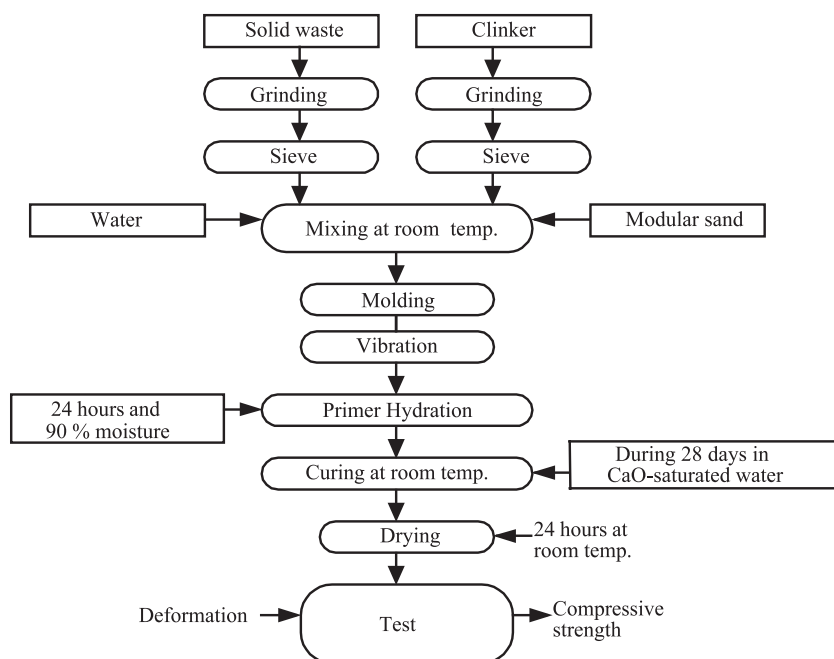 Solid waste
Clinker
Grinding
Grinding
Sieve
Sieve
Water
Mixing at room temp.
Modular sand
Molding
Vibration
24 hours and
90 % moisture
Primer Hydration
Curing at room temp.
During 28 days in
CaO-saturated water
Drying
24 hours at
room temp.
Deformation
Test
Compressive
strength